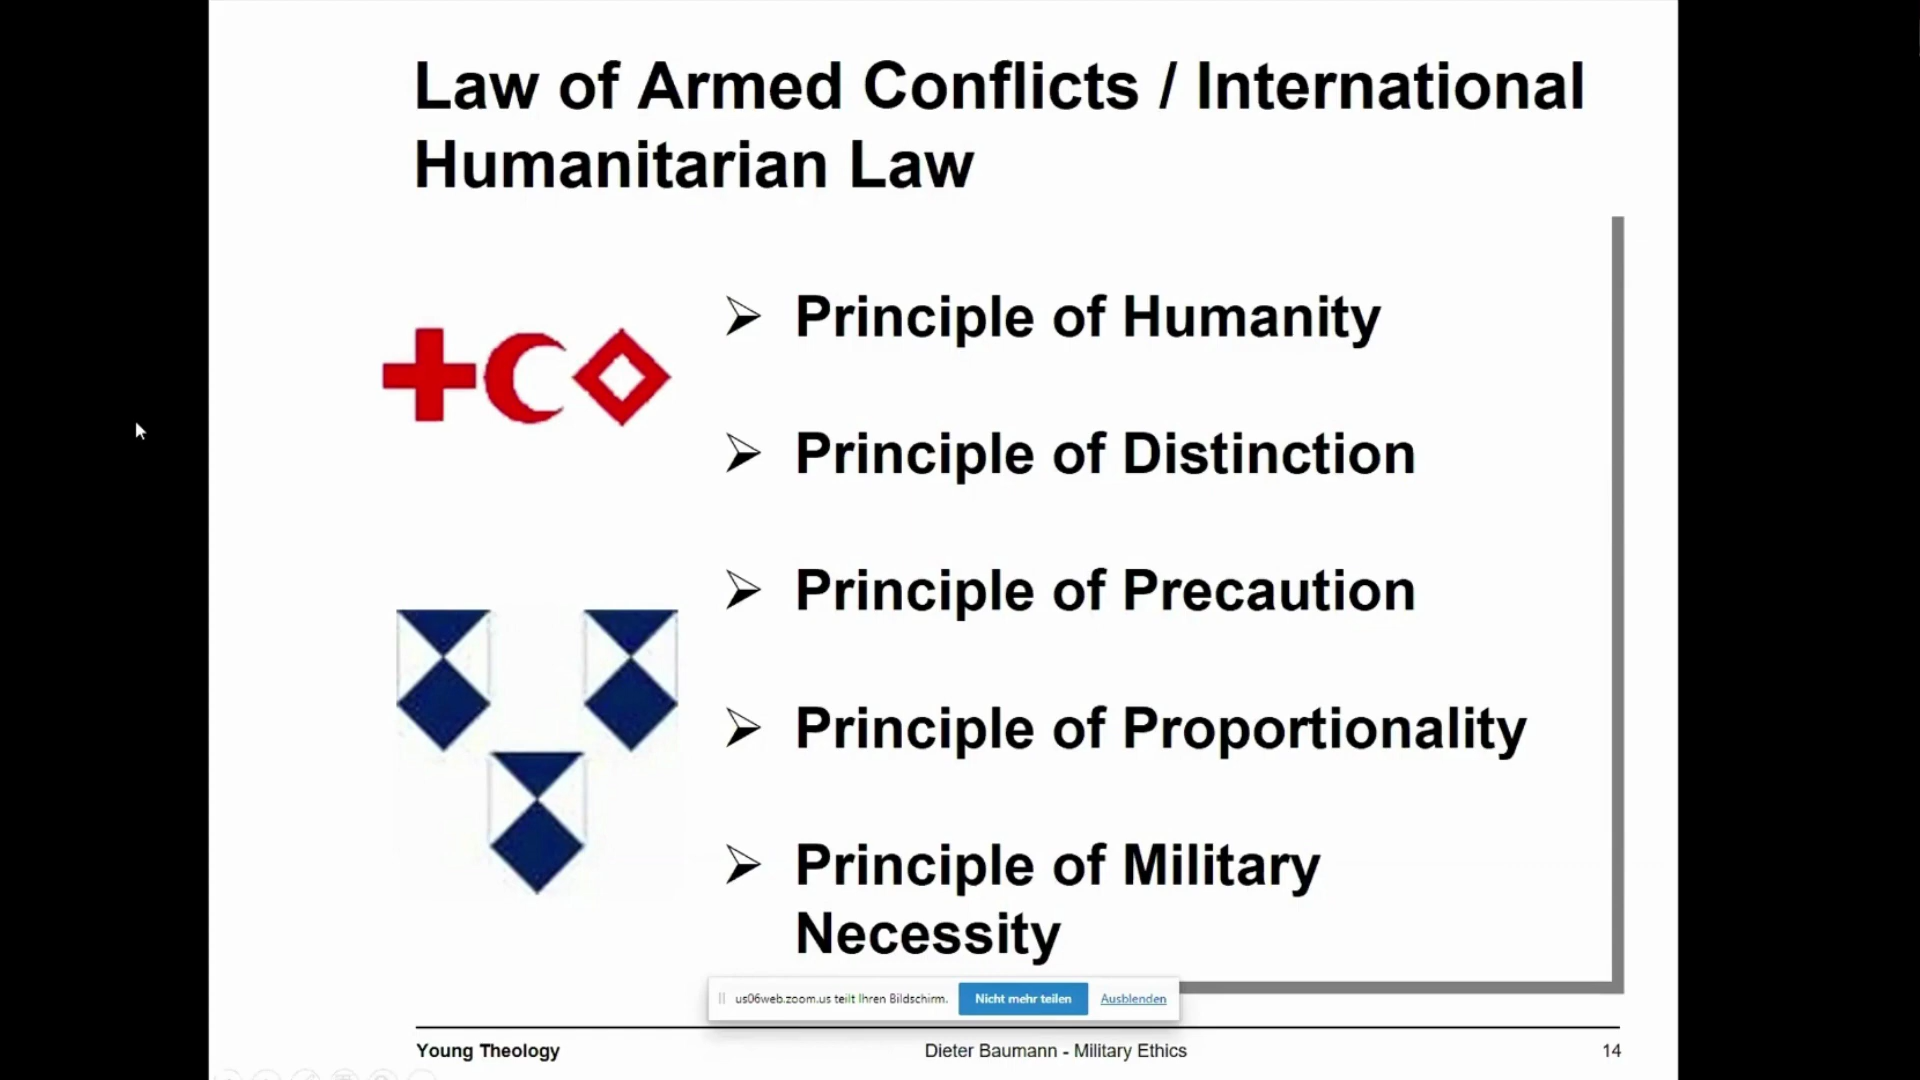 Law of Armed Conflicts / International
Humanitarian Law
Principle of Humanity
Principle of Distinction
Principle of Precaution
Principle of Proportionality
Principle of Military
Necessity
us06web.zoom.us teilt Ihren Bildschirm. Nicht mehr teilen Ausblenden
Young Theology Dieter Baumann - Military Ethics 14